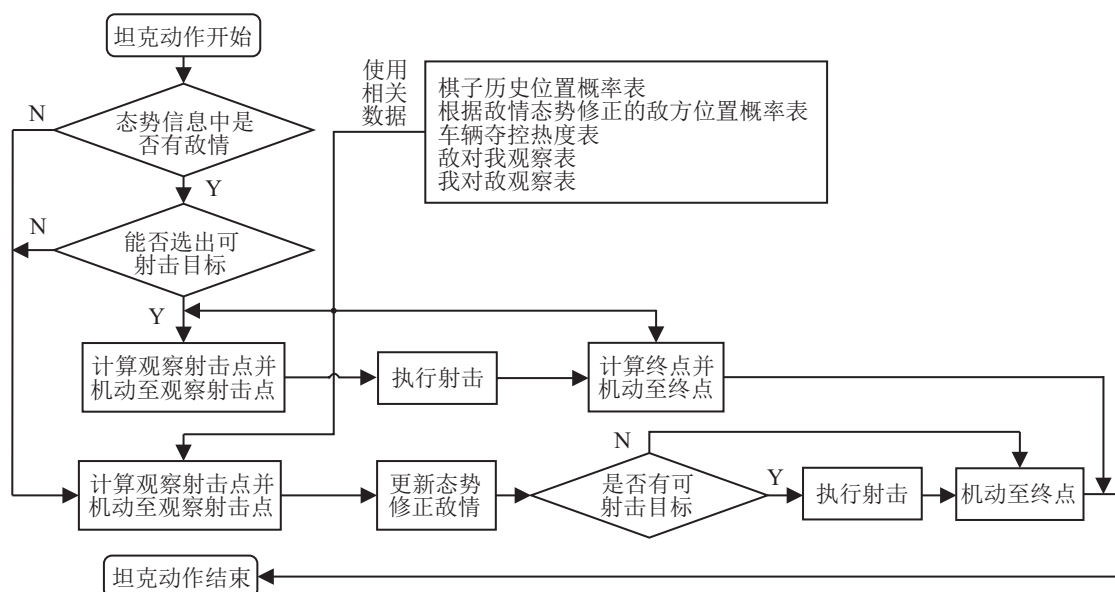 坦克动作开始
使用
相关
数据
棋子历史位置概率表
根据敌情态势修正的敌方位置概率表
车辆夺控热度表
敌对我观察表
我对敌观察表
N
态势信息中是
否有敌情
Y
N
能否选出可
射击目标
Y
计算观察射击点并
机动至观察射击点
执行射击
计算终点并
机动至终点
N
计算观察射击点并
机动至观察射击点
更新态势
修正敌情
是否有可
射击目标
Y
执行射击
机动至终点
坦克动作结束